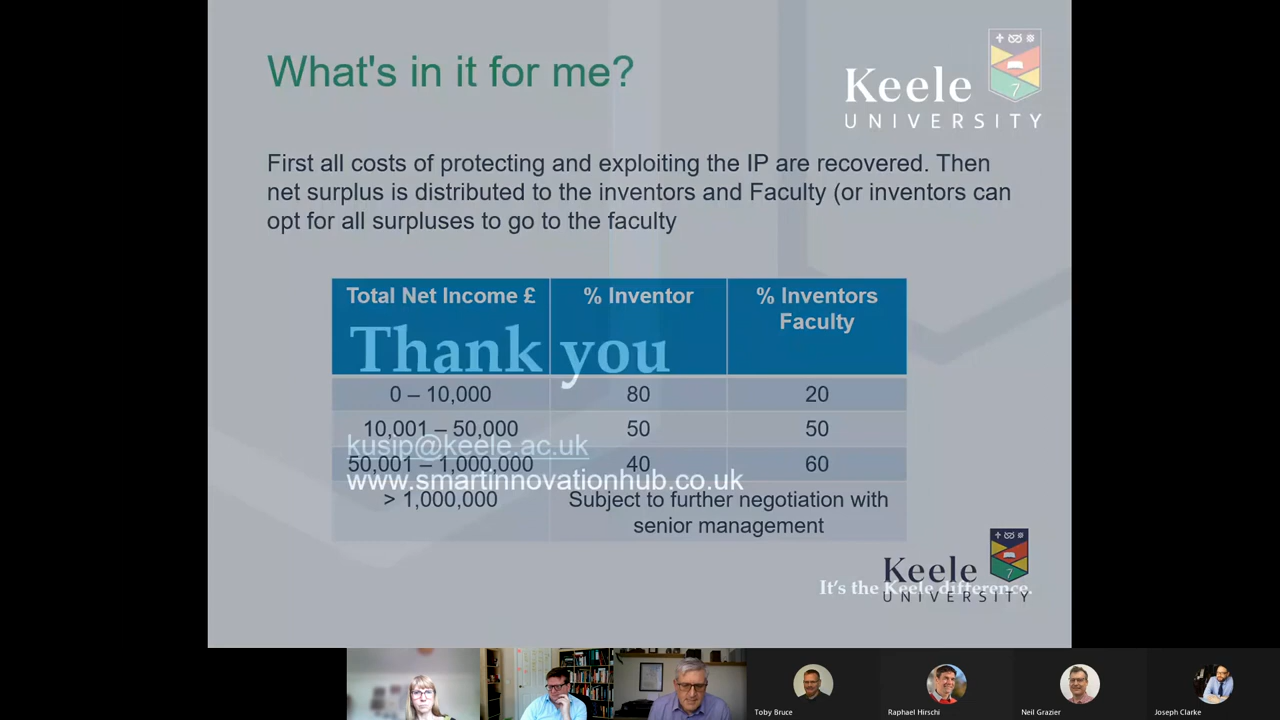 What's in it for me?
Keele
UNIVERSITY
First all costs of protecting and exploiting the IP are recovered. Then
net surplus is distributed to the inventors and Faculty (or inventors can
opt for all surpluses to go to the faculty
Total Net Income £ % Inventor % Inventors
Faculty
Thank you
0 – 10,000 80 20
10,001 – 50,000 50 50
kusip@keele.ac.uk
50,001 – 1,000,000 40 60
www.smartinnovationhub.co.uk
> 1,000,000 Subject to further negotiation with
senior management
Keele
UNIVERSITY
It's the Keele difference.
Toby Bruce Raphael Hirschi Neil Grazier Joseph Clarke